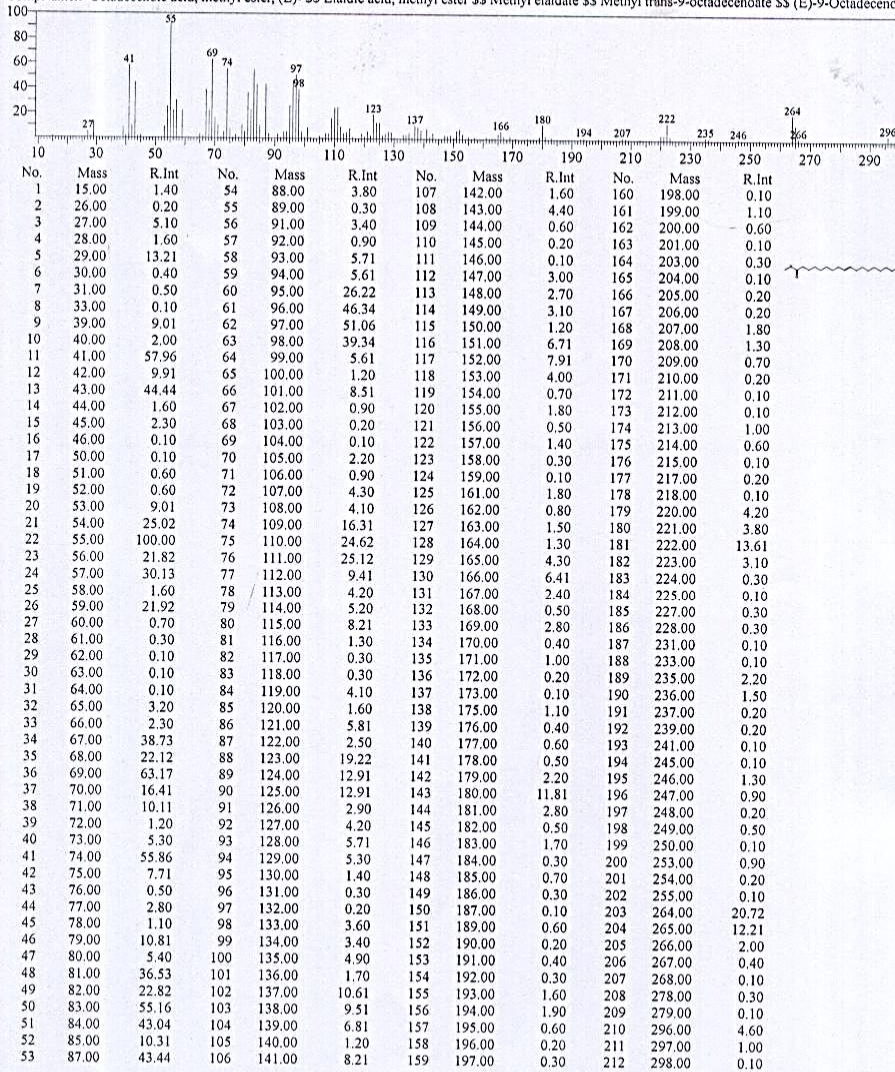 Octadecenoic acid, methyl ester, (E)- $$ Elaidic acid, methyl ester $$ Methyl elaidate $$ Methyl trans-9-octadecenoate $$ (E)-9-Octadecenoic
100
80
60
40
20
27 41 55 69 74 97 98 123 137 166 180 194 207 222 235 246 264 266 296
10 30 50 70 90 110 130 150 170 190 210 230 250 270 290
No. Mass R.Int No. Mass R.Int No. Mass R.Int No. Mass R.Int
1 15.00 1.40 54 88.00 3.80 107 142.00 1.60 160 198.00 0.10
2 26.00 0.20 55 89.00 0.30 108 143.00 4.40 161 199.00 1.10
3 27.00 5.10 56 91.00 3.40 109 144.00 0.60 162 200.00 0.60
4 28.00 1.60 57 92.00 0.90 110 145.00 0.20 163 201.00 0.10
5 29.00 13.21 58 93.00 5.71 111 146.00 0.10 164 203.00 0.30
6 30.00 0.40 59 94.00 5.61 112 147.00 3.00 165 204.00 0.10
7 31.00 0.50 60 95.00 26.22 113 148.00 2.70 166 205.00 0.20
8 33.00 0.10 61 96.00 46.34 114 149.00 3.10 167 206.00 0.20
9 39.00 9.01 62 97.00 51.06 115 150.00 1.20 168 207.00 1.80
10 40.00 2.00 63 98.00 39.34 116 151.00 6.71 169 208.00 1.30
11 41.00 57.96 64 99.00 5.61 117 152.00 7.91 170 209.00 0.70
12 42.00 9.91 65 100.00 1.20 118 153.00 4.00 171 210.00 0.20
13 43.00 44.44 66 101.00 8.51 119 154.00 0.70 172 211.00 0.10
14 44.00 1.60 67 102.00 0.90 120 155.00 1.80 173 212.00 0.10
15 45.00 2.30 68 103.00 0.20 121 156.00 0.50 174 213.00 1.00
16 46.00 0.10 69 104.00 0.10 122 157.00 1.40 175 214.00 0.60
17 50.00 0.10 70 105.00 2.20 123 158.00 0.30 176 215.00 0.10
18 51.00 0.60 71 106.00 0.90 124 159.00 0.10 177 217.00 0.20
19 52.00 0.60 72 107.00 4.30 125 161.00 1.80 178 218.00 0.10
20 53.00 9.01 73 108.00 4.10 126 162.00 0.80 179 220.00 4.20
21 54.00 25.02 74 109.00 16.31 127 163.00 1.50 180 221.00 3.80
22 55.00 100.00 75 110.00 24.62 128 164.00 1.30 181 222.00 13.61
23 56.00 21.82 76 111.00 25.12 129 165.00 4.30 182 223.00 3.10
24 57.00 30.13 77 112.00 9.41 130 166.00 6.41 183 224.00 0.30
25 58.00 1.60 78 113.00 4.20 131 167.00 2.40 184 225.00 0.10
26 59.00 21.92 79 114.00 5.20 132 168.00 0.50 185 227.00 0.30
27 60.00 0.70 80 115.00 8.21 133 169.00 2.80 186 228.00 0.30
28 61.00 0.30 81 116.00 1.30 134 170.00 0.40 187 231.00 0.10
29 62.00 0.10 82 117.00 0.30 135 171.00 1.00 188 233.00 0.10
30 63.00 0.10 83 118.00 0.30 136 172.00 0.20 189 235.00 2.20
31 64.00 0.10 84 119.00 4.10 137 173.00 0.10 190 236.00 1.50
32 65.00 3.20 85 120.00 1.60 138 175.00 1.10 191 237.00 0.20
33 66.00 2.30 86 121.00 5.81 139 176.00 0.40 192 239.00 0.20
34 67.00 38.73 87 122.00 2.50 140 177.00 0.60 193 241.00 0.10
35 68.00 22.12 88 123.00 19.22 141 178.00 0.50 194 245.00 0.10
36 69.00 63.17 89 124.00 12.91 142 179.00 2.20 195 246.00 1.30
37 70.00 16.41 90 125.00 12.91 143 180.00 11.81 196 247.00 0.90
38 71.00 10.11 91 126.00 2.90 144 181.00 2.80 197 248.00 0.20
39 72.00 1.20 92 127.00 4.20 145 182.00 0.50 198 249.00 0.50
40 73.00 5.30 93 128.00 5.71 146 183.00 1.70 199 250.00 0.10
41 74.00 55.86 94 129.00 5.30 147 184.00 0.30 200 253.00 0.90
42 75.00 7.71 95 130.00 1.40 148 185.00 0.70 201 254.00 0.20
43 76.00 0.50 96 131.00 0.30 149 186.00 0.30 202 255.00 0.10
44 77.00 2.80 97 132.00 0.20 150 187.00 0.10 203 264.00 20.72
45 78.00 1.10 98 133.00 3.60 151 189.00 0.60 204 265.00 12.21
46 79.00 10.81 99 134.00 3.40 152 190.00 0.20 205 266.00 2.00
47 80.00 5.40 100 135.00 4.90 153 191.00 0.40 206 267.00 0.40
48 81.00 36.53 101 136.00 1.70 154 192.00 0.30 207 268.00 0.10
49 82.00 22.82 102 137.00 10.61 155 193.00 1.60 208 278.00 0.30
50 83.00 55.16 103 138.00 9.51 156 194.00 1.90 209 279.00 0.10
51 84.00 43.04 104 139.00 6.81 157 195.00 0.60 210 296.00 4.60
52 85.00 10.31 105 140.00 1.20 158 196.00 0.20 211 297.00 1.00
53 87.00 43.44 106 141.00 8.21 159 197.00 0.30 212 298.00 0.10